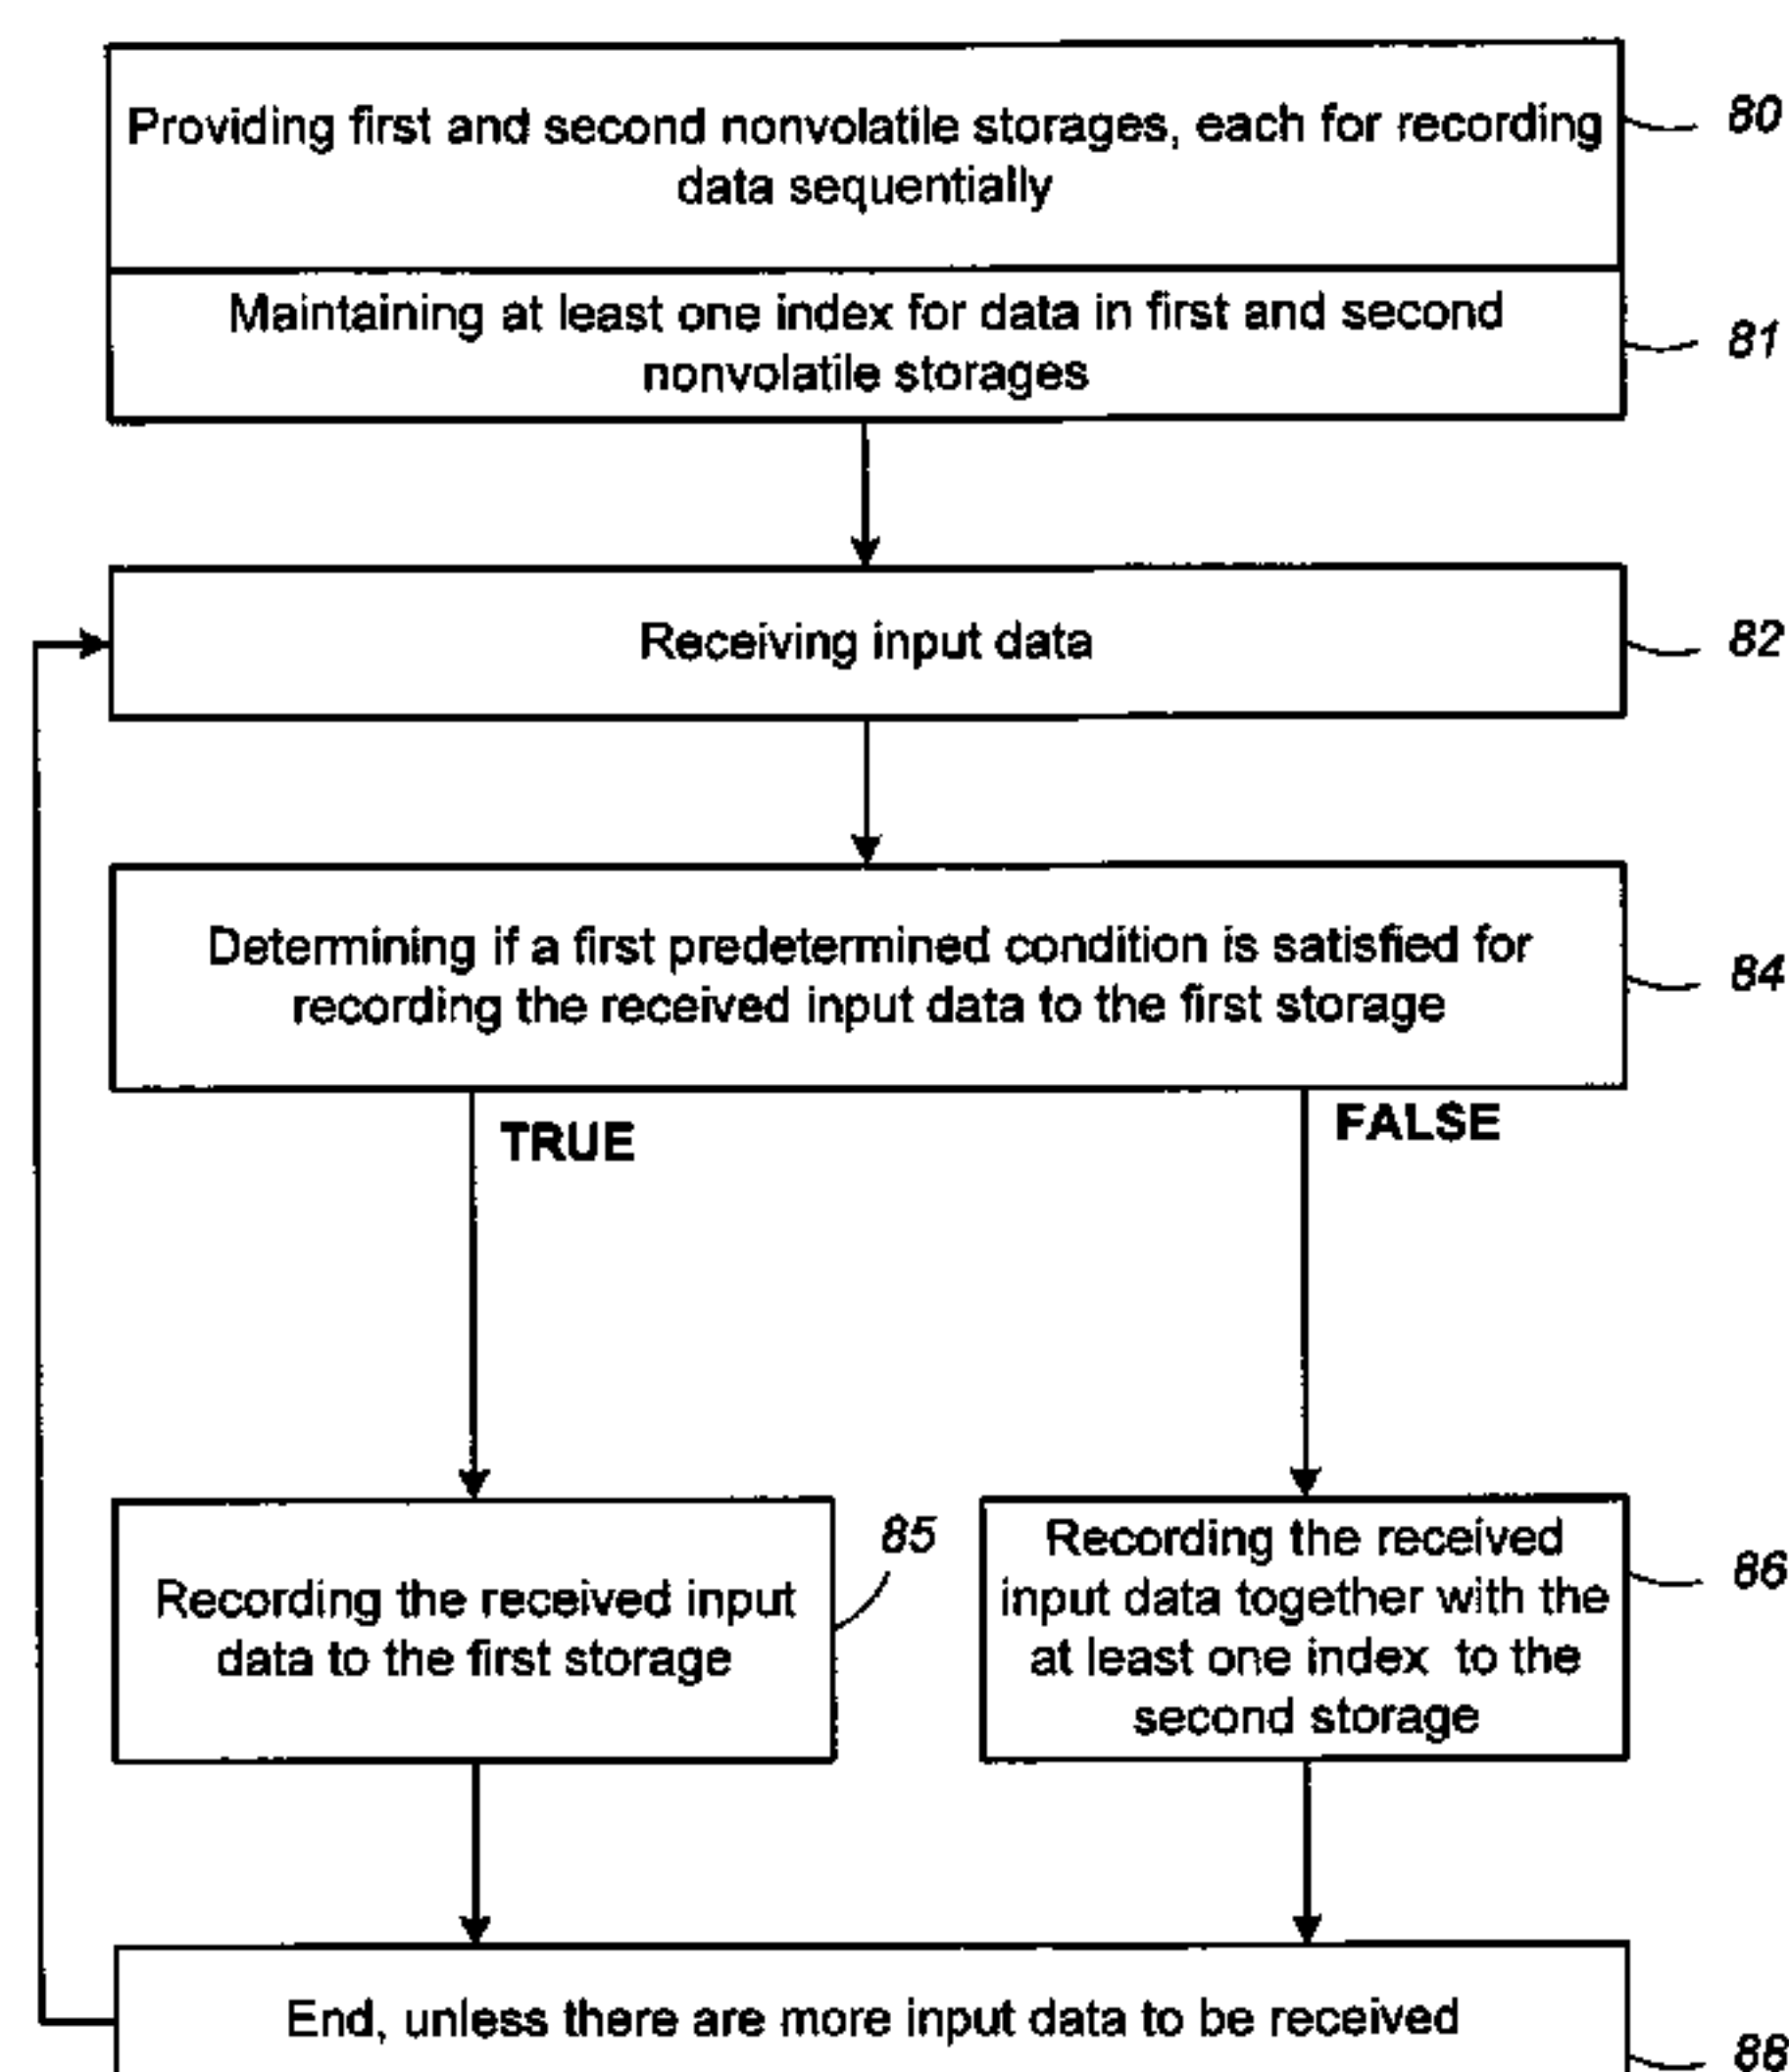 Providing first and second nonvolatile storages, each for recording
data sequentially
80
Maintaining at least one index for data in first and second
nonvolatile storages
81
Receiving input data
82
Determining if a first predetermined condition is satisfied for
recording the received input data to the first storage
84
TRUE
FALSE
Recording the received input
data to the first storage
85
Recording the received
input data together with the
at least one index to the
second storage
86
End, unless there are more input data to be received
88